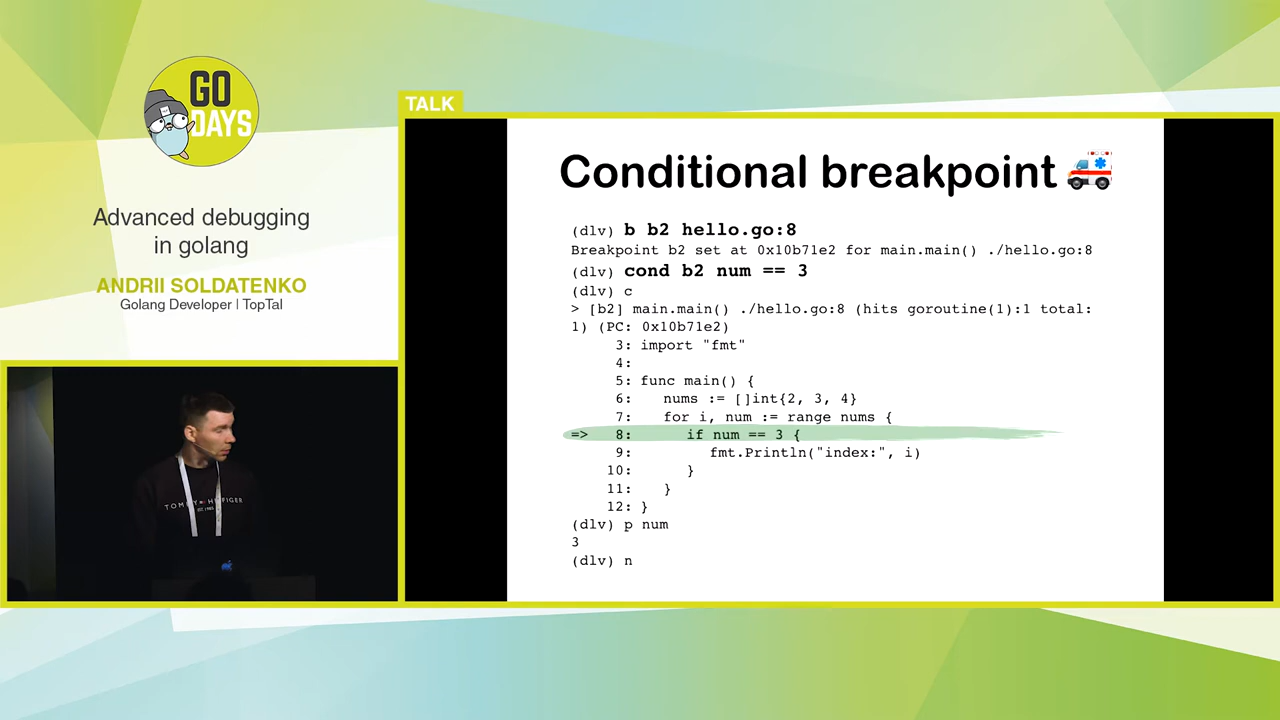 GO
DAYS
Advanced debugging
in golang
ANDRII SOLDATENKO
Golang Developer | TopTal
TALK
Conditional breakpoint
(dlv) b b2 hello.go:8
Breakpoint b2 set at 0x10b71e2 for main.main() ./hello.go:8
(dlv) cond b2 num == 3
(dlv) c
> [b2] main.main() ./hello.go:8 (hits goroutine(1):1 total:
1) (PC: 0x10b71e2)
3: import "fmt"
4:
5: func main() {
6: nums := []int{2, 3, 4}
7: for i, num := range nums {
=> 8: if num == 3 {
9: fmt.Println("index:", i)
10: }
11: }
12: }
(dlv) p num
3
(dlv) n
TOMMY HILFIGER